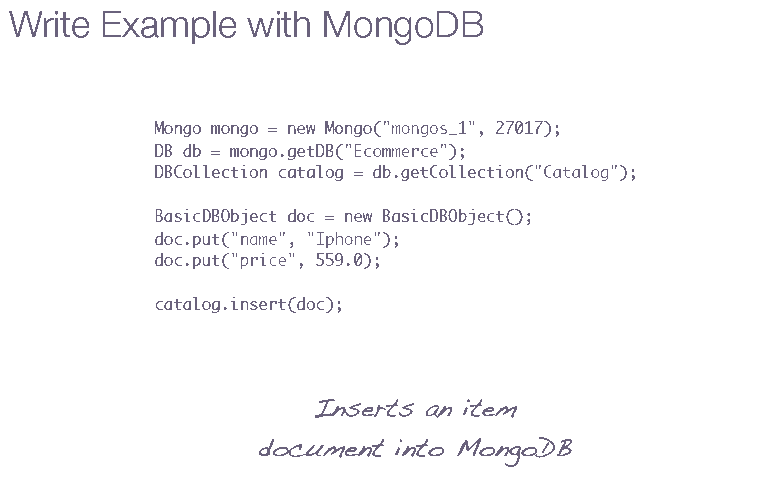 Write Example with MongoDB
Mongo mongo = new Mongo("mongos_1", 27017);
DB db = mongo.getDB("Ecommerce");
DBCollection catalog = db.getCollection("Catalog");
BasicDBObject doc = new BasicDBObject();
doc.put("name", "Iphone");
doc.put("price", 559.0);
catalog.insert(doc);
Inserts an item
document into MongoDB